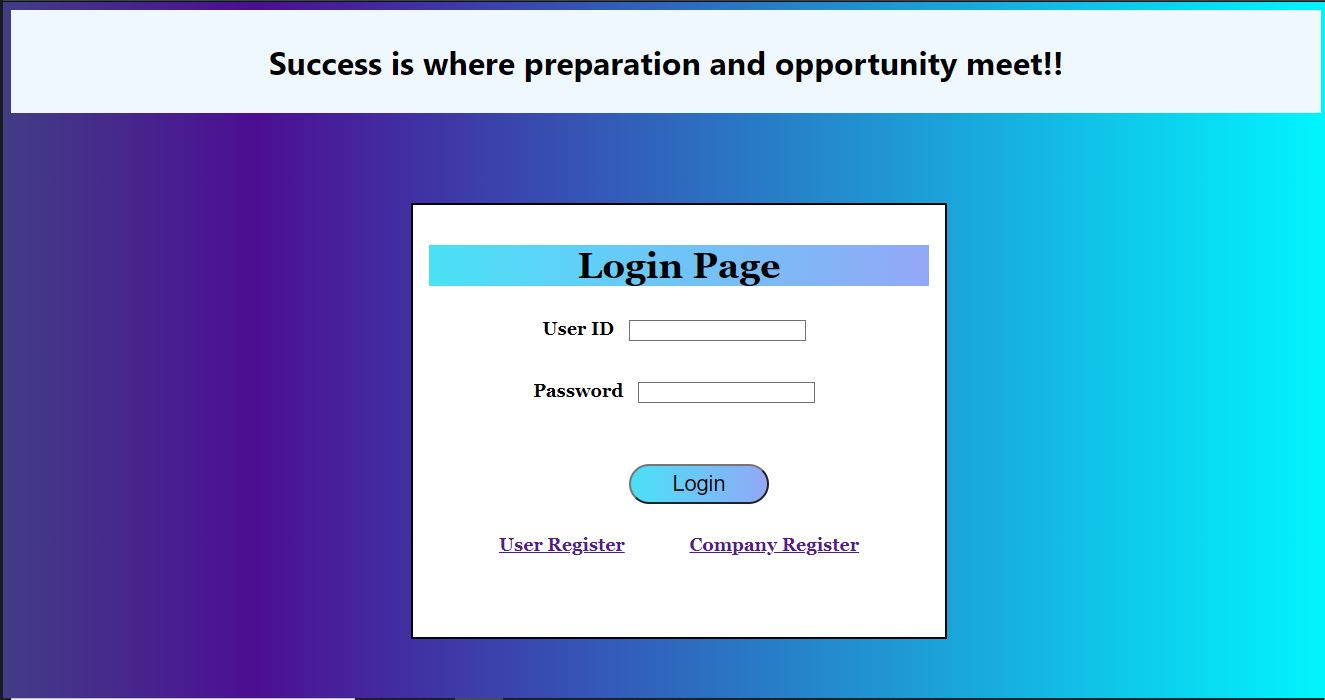 Success is where preparation and opportunity meet!!
Login Page
User ID
Password
Login
User Register Company Register